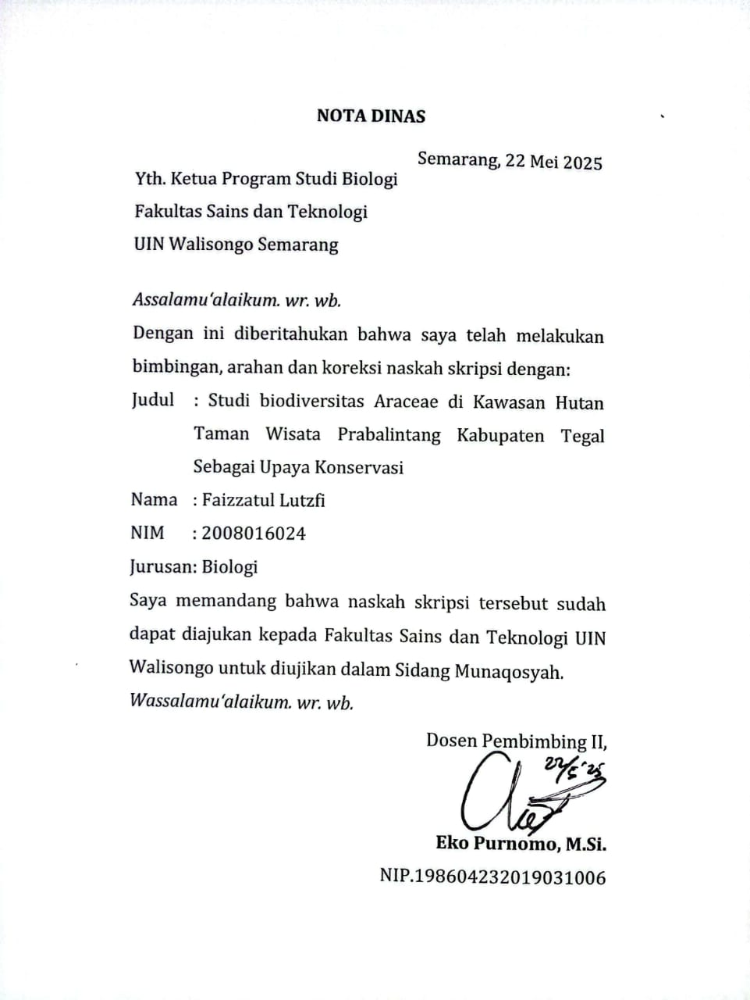 NOTA DINAS
Semarang, 22 Mei 2025
Yth. Ketua Program Studi Biologi
Fakultas Sains dan Teknologi
UIN Walisongo Semarang
Assalamu‘alaikum. wr. wb.
Dengan ini diberitahukan bahwa saya telah melakukan
bimbingan, arahan dan koreksi naskah skripsi dengan:
Judul : Studi biodiversitas Araceae di Kawasan Hutan
Taman Wisata Prabalintang Kabupaten Tegal
Sebagai Upaya Konservasi
Nama : Faizzatul Lutzfi
NIM : 2008016024
Jurusan: Biologi
Saya memandang bahwa naskah skripsi tersebut sudah
dapat diajukan kepada Fakultas Sains dan Teknologi UIN
Walisongo untuk diujikan dalam Sidang Munaqosyah.
Wassalamu‘alaikum. wr. wb.
Dosen Pembimbing II,
22/5 '25
Eko Purnomo, M.Si.
NIP.198604232019031006